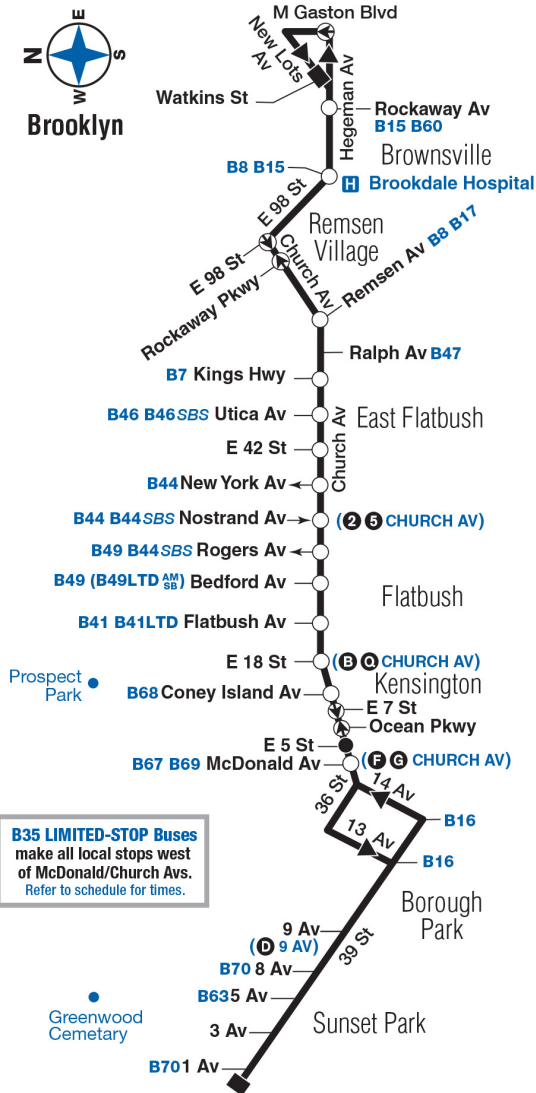 M Gaston Blvd
E
N
S
W
Brooklyn
New Lots
Av
Hegeman Av
Watkins St
Rockaway Av
B15 B60
Brownsville
B8 B15
H Brookdale Hospital
E 98 St
Remsen
Village
E 98 St
Church Av
Rockaway Pkwy
Remsen Av B8 B17
Ralph Av B47
B7 Kings Hwy
B46 B46SBS Utica Av
East Flatbush
Church Av
E 42 St
B44 New York Av
B44 B44SBS Nostrand Av
(2 5 CHURCH AV)
B49 B44SBS Rogers Av
B49 (B49LTD AM SB) Bedford Av
Flatbush
B41 B41LTD Flatbush Av
E 18 St
(B Q CHURCH AV)
Kensington
Prospect
Park
B68 Coney Island Av
E 7 St
Ocean Pkwy
E 5 St
B67 B69 McDonald Av
(F G CHURCH AV)
36 St
14 Av
13 Av
B16
B16
B35 LIMITED-STOP Buses
make all local stops west
of McDonald/Church Avs.
Refer to schedule for times.
Borough
Park
9 Av
(D 9 AV)
39 St
B70 8 Av
B63 5 Av
Greenwood
Cemetary
Sunset Park
3 Av
B70 1 Av